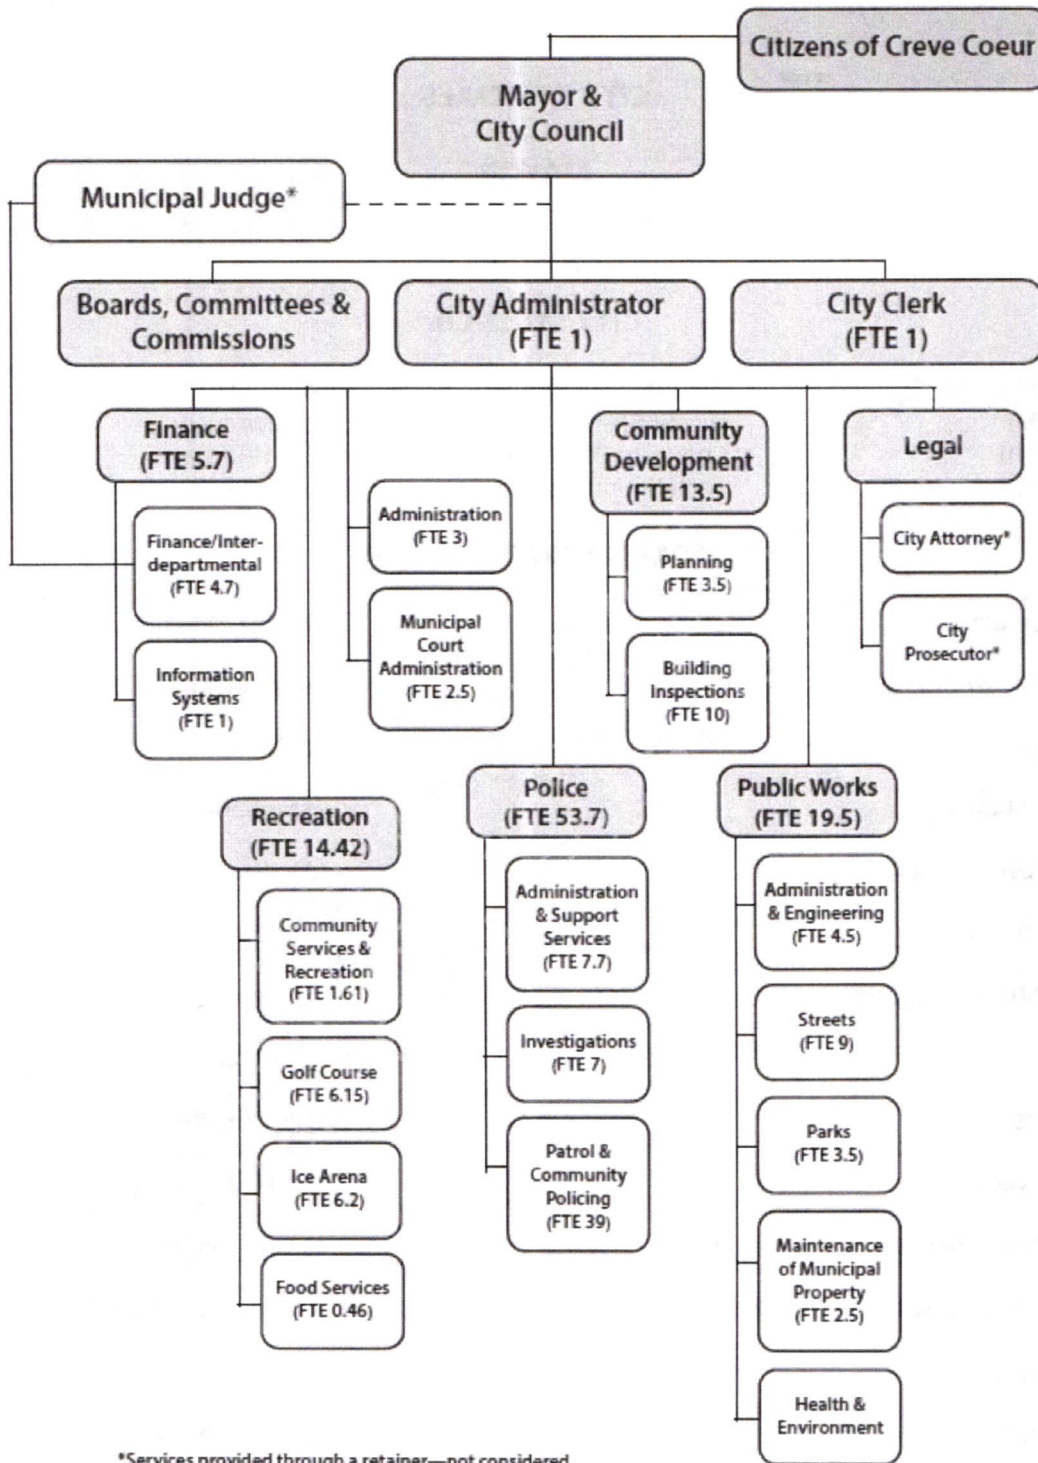 Citizens of Creve Coeur
Mayor &
City Council
Municipal Judge*
Boards, Committees &
Commissions
City Administrator
(FTE 1)
City Clerk
(FTE 1)
Finance
(FTE 5.7)
Finance/Inter-
departmental
(FTE 4.7)
Information
Systems
(FTE 1)
Administration
(FTE 3)
Municipal
Court
Administration
(FTE 2.5)
Community
Development
(FTE 13.5)
Planning
(FTE 3.5)
Building
Inspections
(FTE 10)
Legal
City Attorney*
City
Prosecutor*
Recreation
(FTE 14.42)
Community
Services &
Recreation
(FTE 1.61)
Golf Course
(FTE 6.15)
Ice Arena
(FTE 6.2)
Food Services
(FTE 0.46)
Police
(FTE 53.7)
Administration
& Support
Services
(FTE 7.7)
Investigations
(FTE 7)
Patrol &
Community
Policing
(FTE 39)
Public Works
(FTE 19.5)
Administration
& Engineering
(FTE 4.5)
Streets
(FTE 9)
Parks
(FTE 3.5)
Maintenance
of Municipal
Property
(FTE 2.5)
Health &
Environment
*Services provided through a retainer—not considered